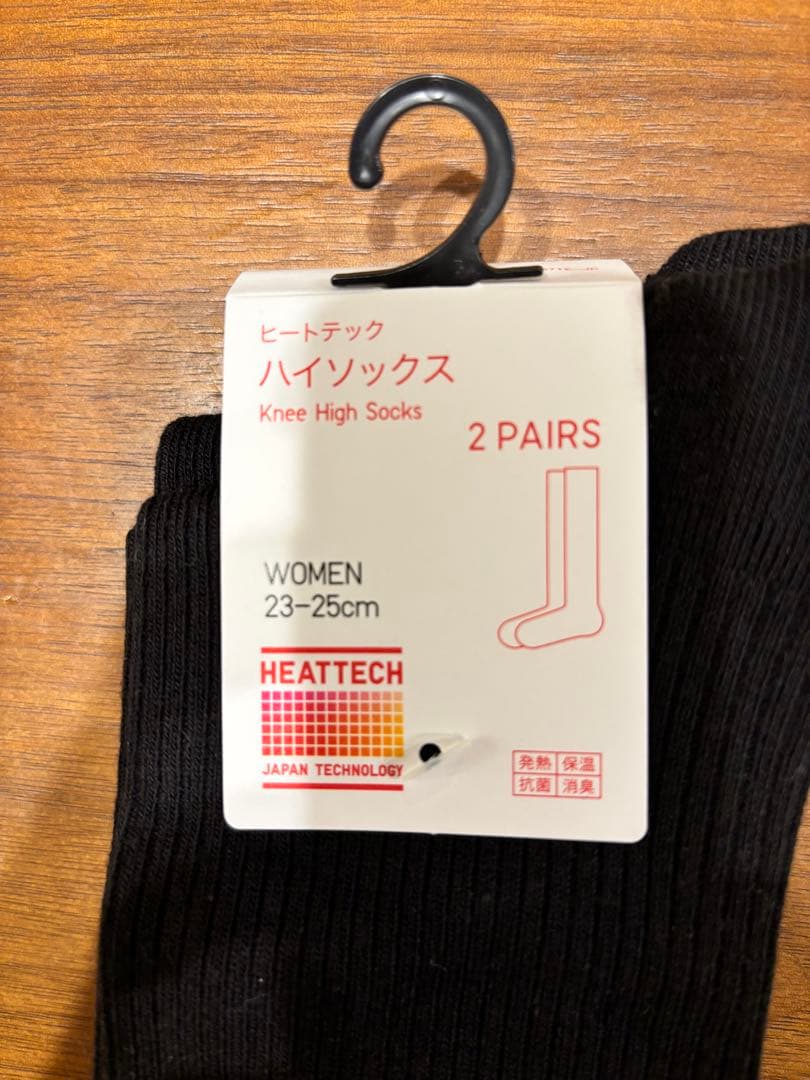 ヒートテック
ハイソックス
Knee High Socks
2 PAIRS
WOMEN
23-25cm
HEATTECH
JAPAN TECHNOLOGY
発熱 保温
抗菌 消臭